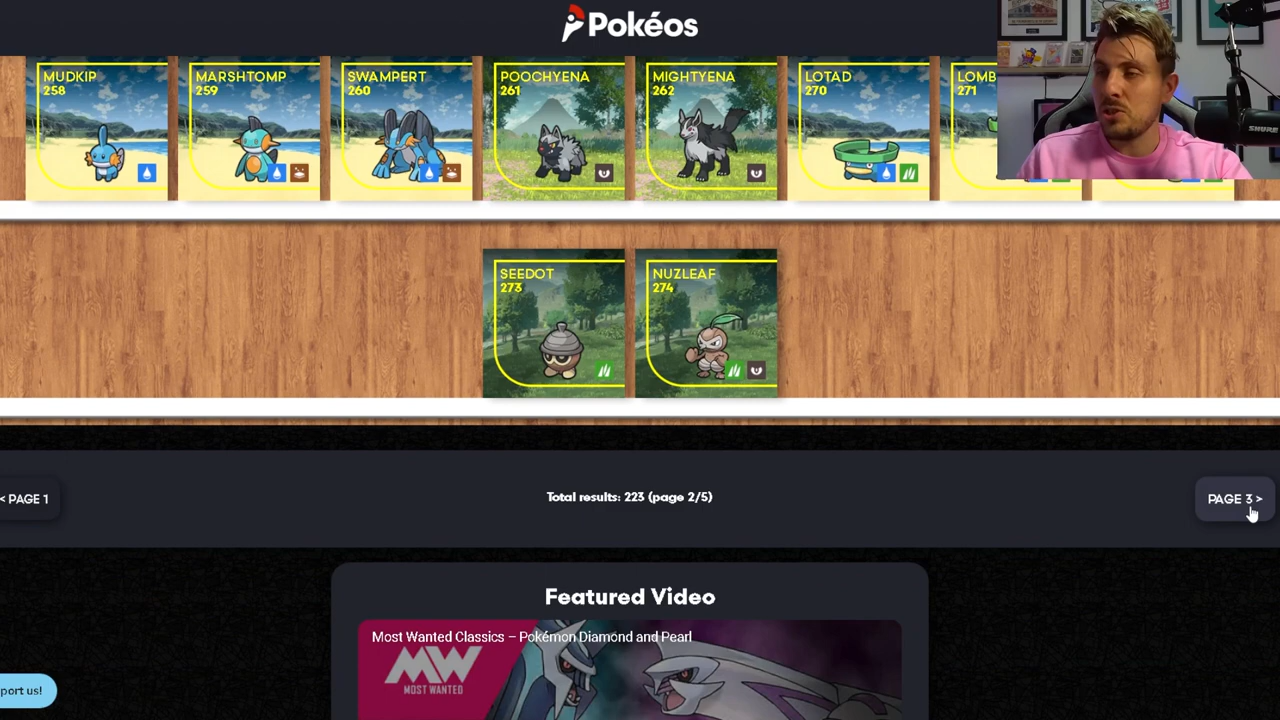 Pokéos
MUDKIP
258
MARSHTOMP
259
SWAMPERT
260
POOCHYENA
261
MIGHTYENA
262
LOTAD
270
LOMB
271
SHURE
SEEDOT
273
NUZLEAF
274
< PAGE 1
Total results: 223 (page 2/5)
PAGE 3 >
Featured Video
Most Wanted Classics – Pokémon Diamond and Pearl
MW
MOST WANTED
port us!